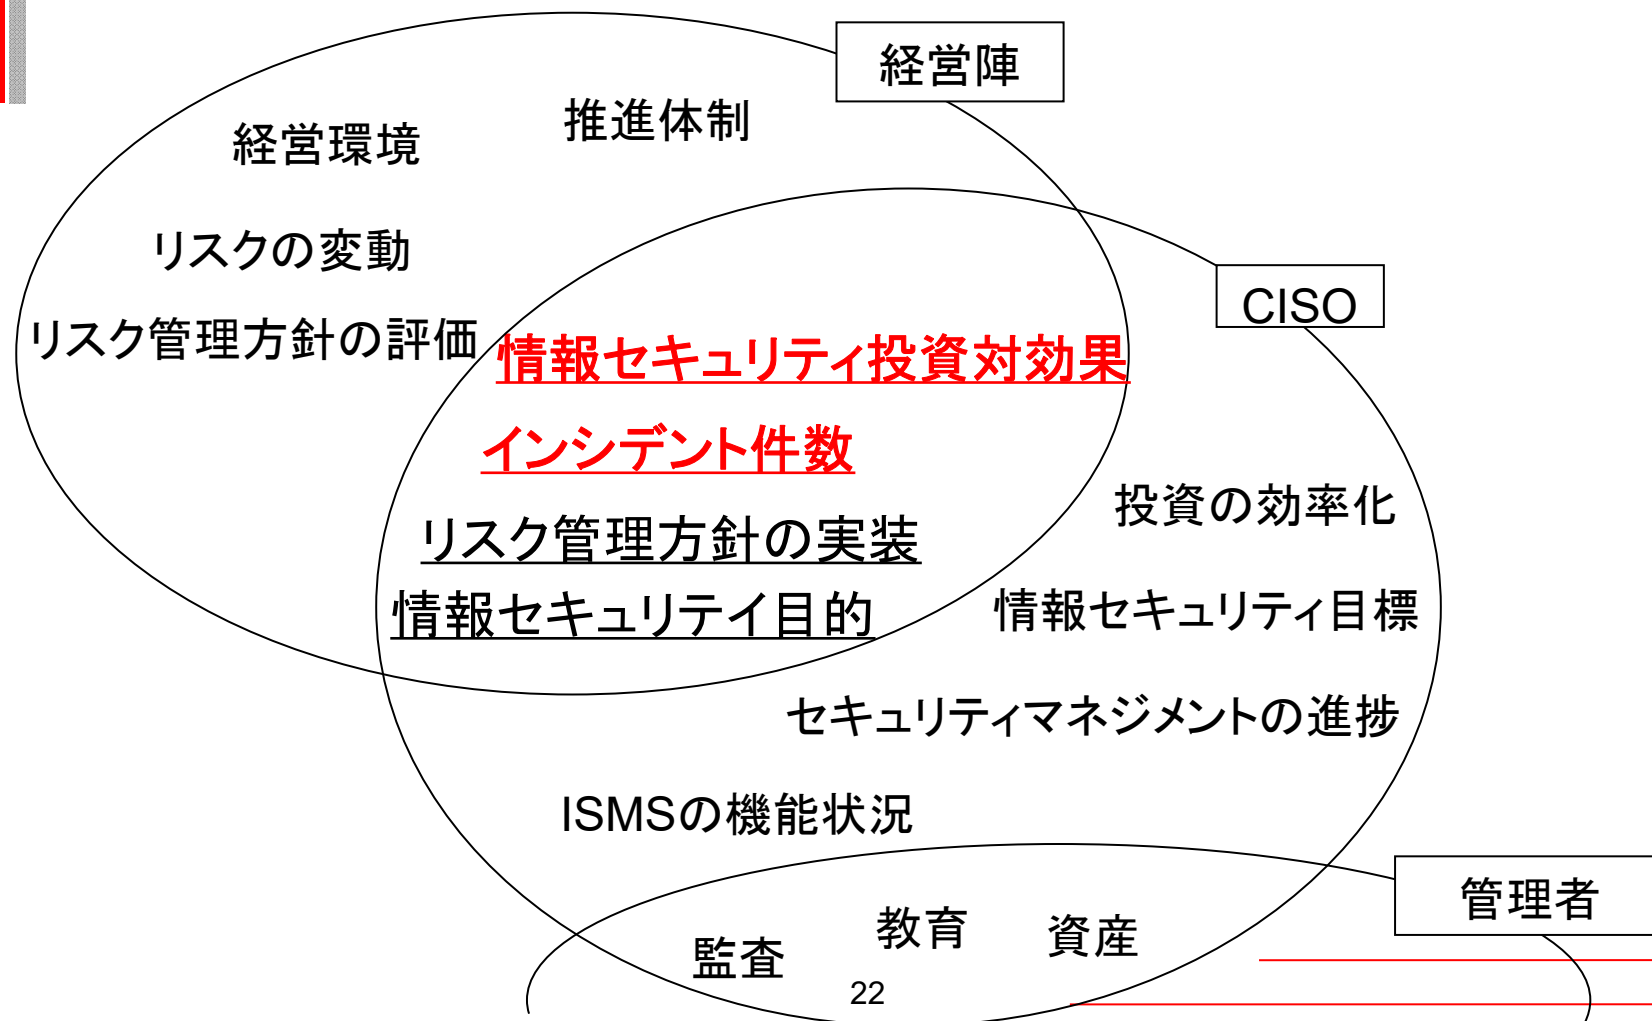 経営陣
推進体制
経営環境
リスクの変動
CISO
リスク管理方針の評価
情報セキュリティ投資対効果
インシデント件数
投資の効率化
リスク管理方針の実装
情報セキュリテイ目的
情報セキュリティ目標
セキュリティマネジメントの進捗
ISMSの機能状況
管理者
教育
資産
監査
22